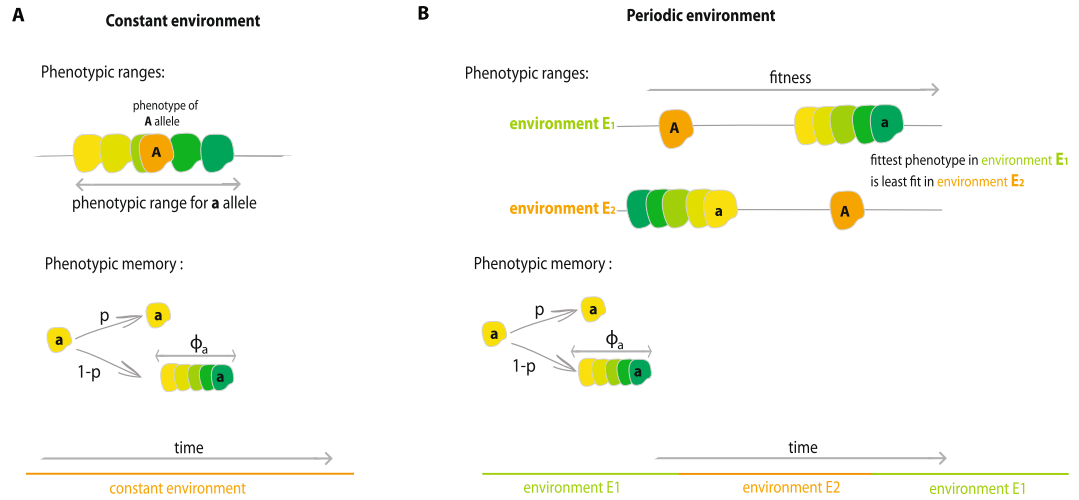 A
Constant environment
Phenotypic ranges:
phenotype of
A allele
A
phenotypic range for a allele
Phenotypic memory :
a
p
a
1-p
ϕa
a
time
constant environment
B
Periodic environment
Phenotypic ranges:
fitness
environment E1
A
a
fittest phenotype in environment E1
is least fit in environment E2
environment E2
a
A
Phenotypic memory :
a
p
a
1-p
ϕa
a
time
environment E1
environment E2
environment E1